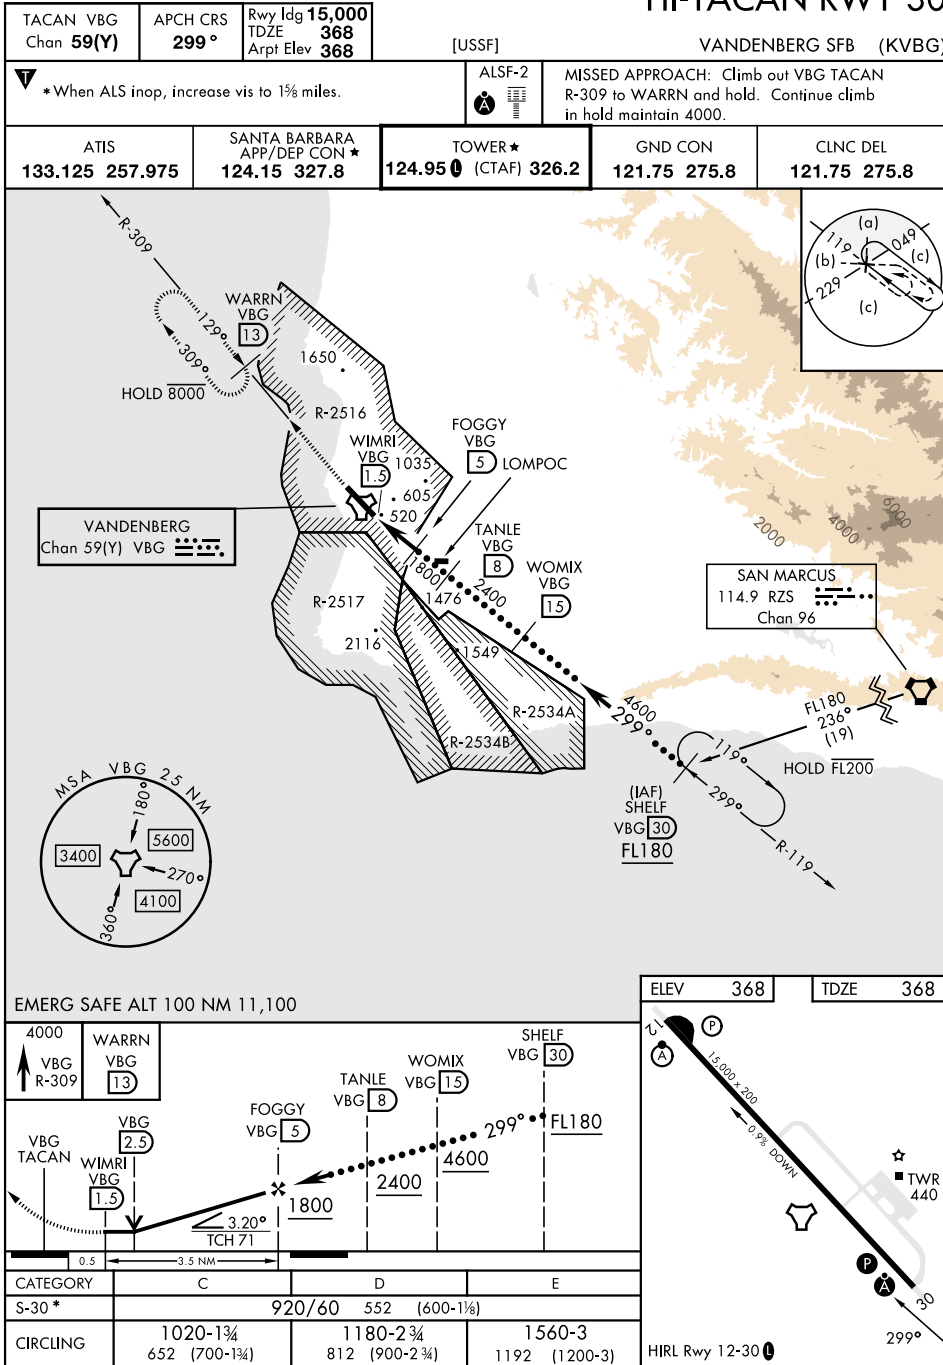 HI-TACAN RWY 30
TACAN VBG
Chan 59(Y)
APCH CRS
299°
Rwy ldg 15,000
TDZE 368
Arpt Elev 368
[USSF]
VANDENBERG SFB (KVBG)
T
*When ALS inop, increase vis to 1⅝ miles.
ALSF-2
A
MISSED APPROACH: Climb out VBG TACAN
R-309 to WARRN and hold. Continue climb
in hold maintain 4000.
ATIS
133.125 257.975
SANTA BARBARA
APP/DEP CON ★
124.15 327.8
TOWER ★
124.95 L (CTAF) 326.2
GND CON
121.75 275.8
CLNC DEL
121.75 275.8
R-309
WARRN
VBG
13
129°
309°
HOLD 8000
1650
R-2516
(a)
119
049
(b)
(c)
229
(c)
FOGGY
VBG
5
LOMPOC
WIMRI
VBG
1.5
1035
605
520
TANLE
VBG
8
VANDENBERG
Chan 59(Y) VBG
1800
2400
1476
WOMIX
VBG
15
2000
4000
6000
SAN MARCUS
114.9 RZS
Chan 96
R-2517
2116
1549
R-2534A
R-2534B
4600
299°
FL180
236°
(19)
119°
HOLD FL200
299°
R-119
(IAF)
SHELF
VBG 30
FL180
MSA VBG 25 NM
180°
5600
3400
270°
4100
360°
EMERG SAFE ALT 100 NM 11,100
ELEV 368
TDZE 368
4000
VBG
R-309
WARRN
VBG
13
SHELF
VBG 30
WOMIX
VBG 15
TANLE
VBG 8
FOGGY
VBG 5
VBG
2.5
VBG
TACAN
WIMRI
VBG
1.5
299°
FL180
4600
2400
1800
3.20°
TCH 71
0.5
3.5 NM
12
P
A
15,000 x 200
0.9% DOWN
TWR
440
P
A
30
299°
HIRL Rwy 12-30 L
CATEGORY C D E
S-30 * 920/60 552 (600-1⅛)
CIRCLING
1020-1¾
652 (700-1¾)
1180-2¾
812 (900-2¾)
1560-3
1192 (1200-3)